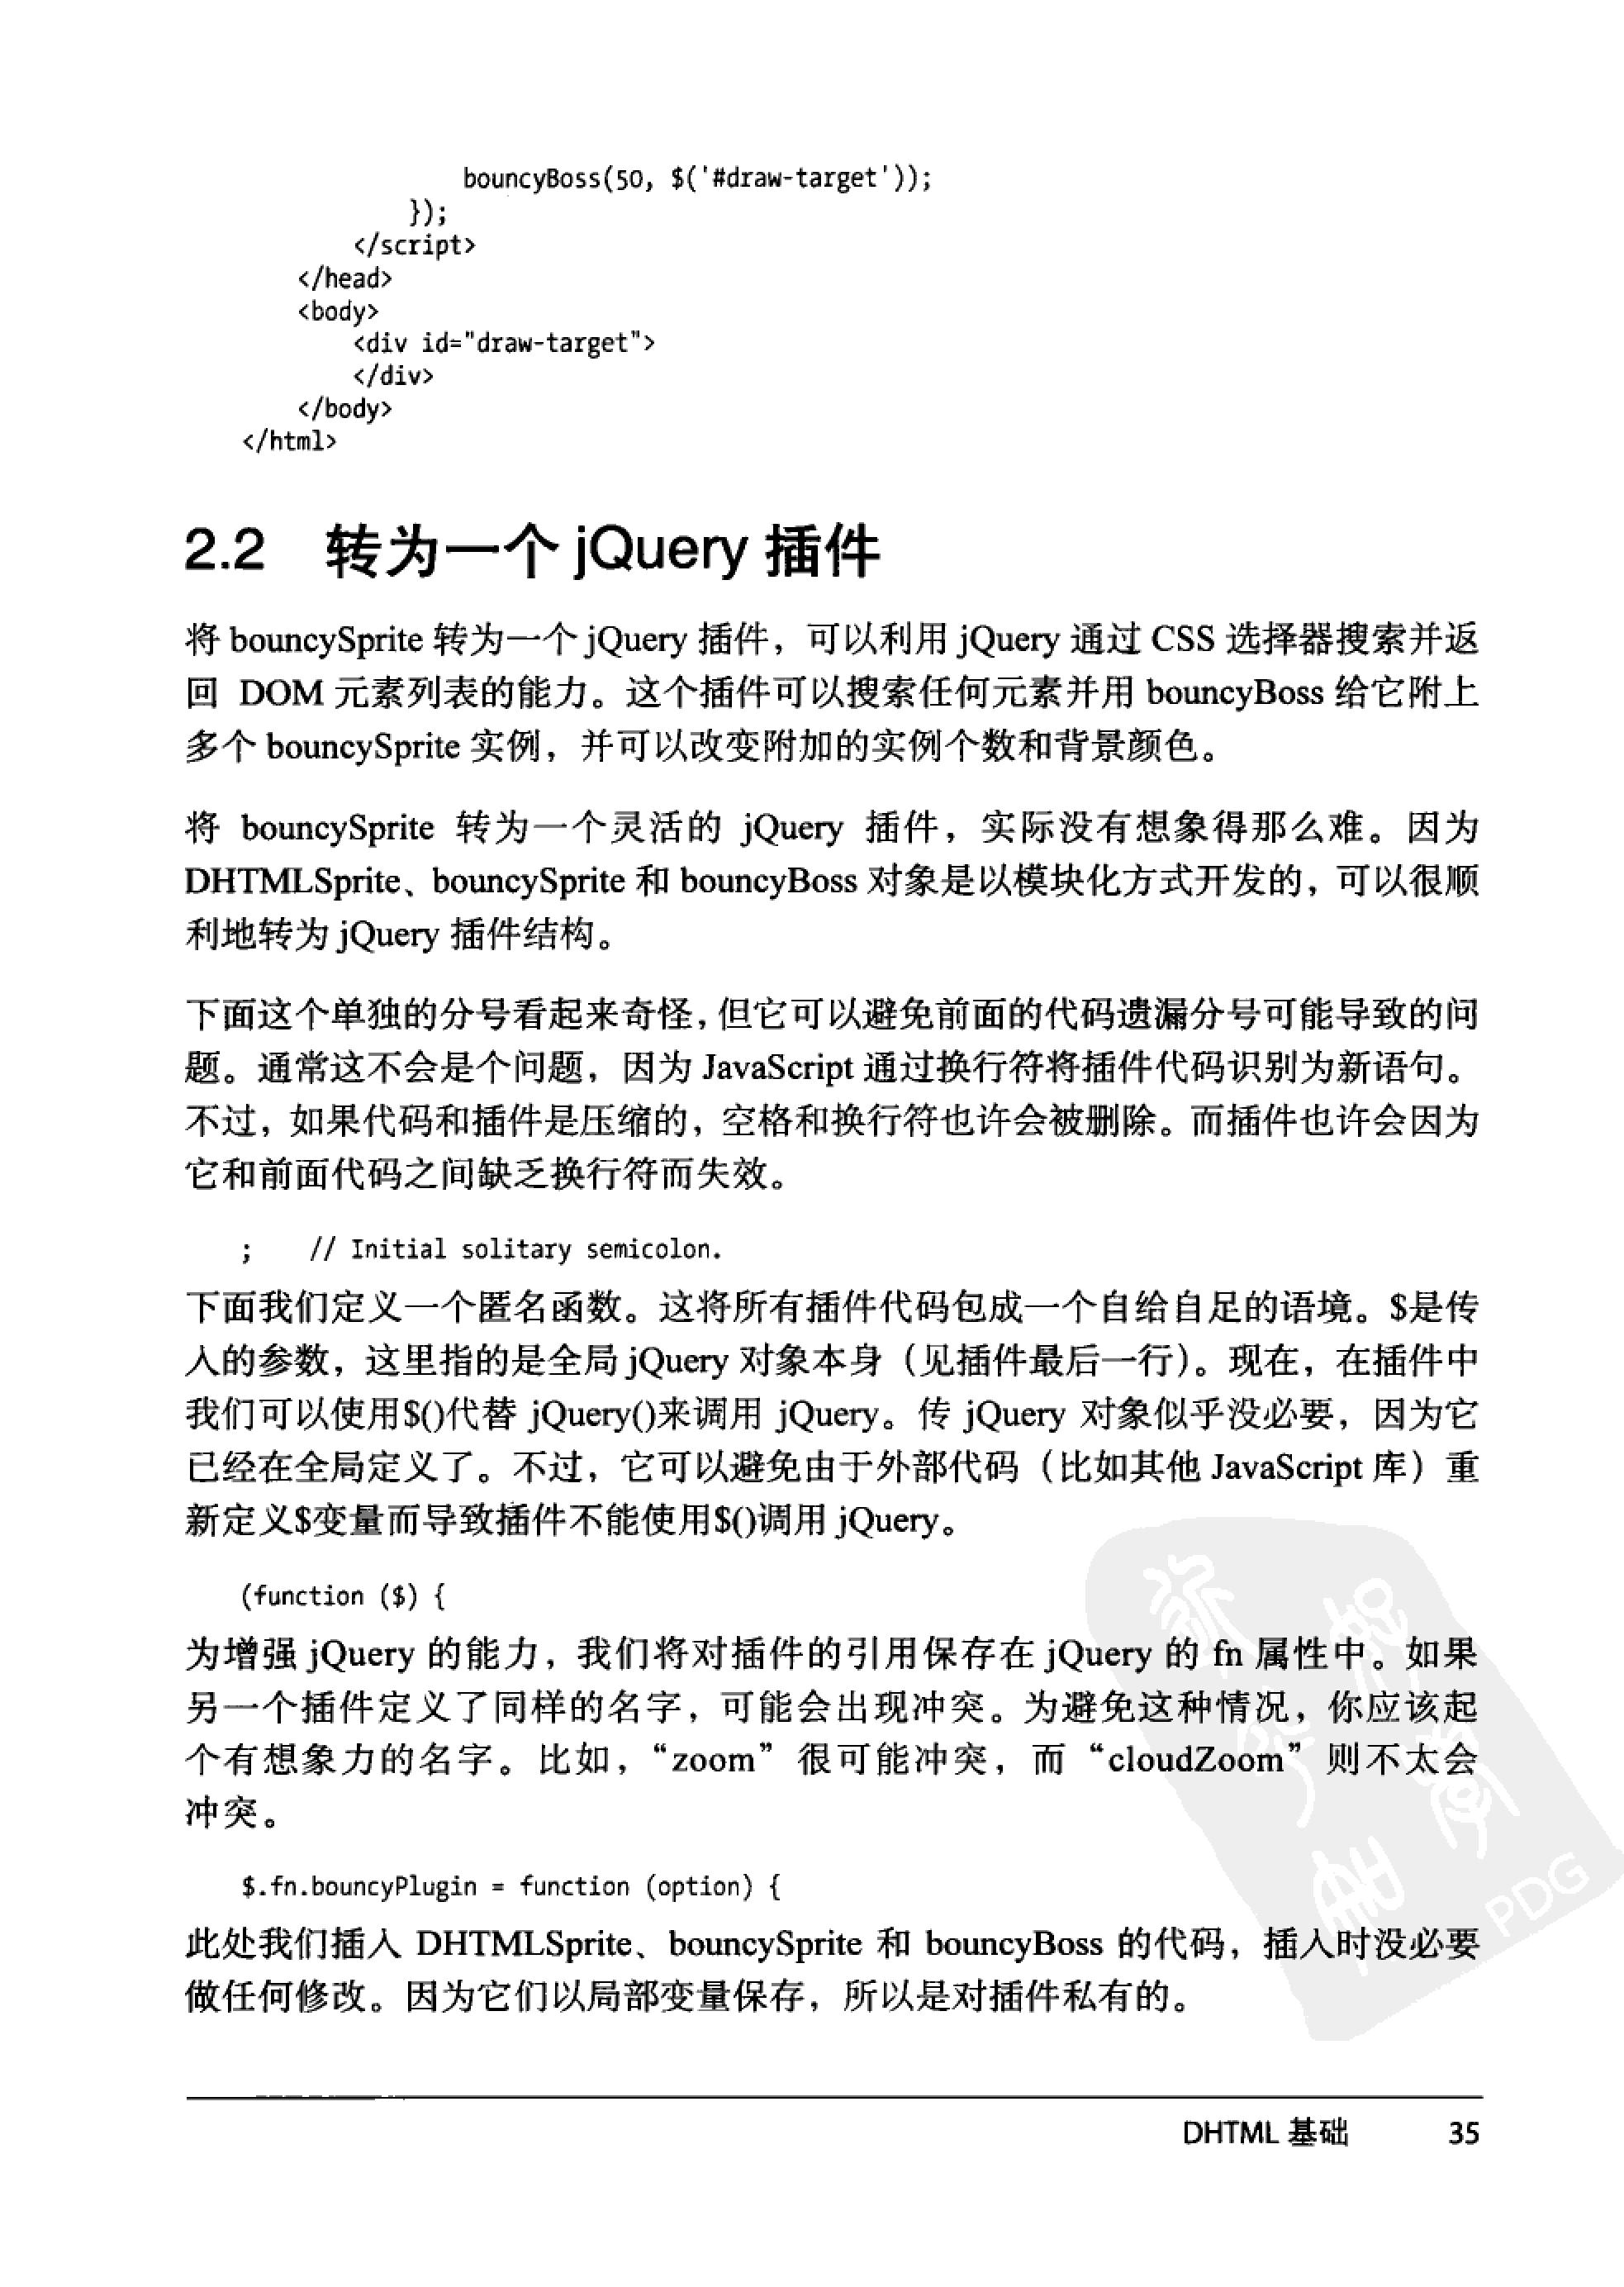 bouncyBoss(50, $('#draw-target'));
});
</script>
</head>
<body>
<div id="draw-target">
</div>
</body>
</html>
2.2 转为一个 jQuery 插件
将 bouncySprite 转为一个 jQuery 插件，可以利用 jQuery 通过 CSS 选择器搜索并返
回 DOM 元素列表的能力。这个插件可以搜索任何元素并用 bouncyBoss 给它附上
多个 bouncySprite 实例，并可以改变附加的实例个数和背景颜色。
将 bouncySprite 转为一个灵活的 jQuery 插件，实际没有想象得那么难。因为
DHTMLSprite、bouncySprite 和 bouncyBoss 对象是以模块化方式开发的，可以很顺
利地转为 jQuery 插件结构。
下面这个单独的分号看起来奇怪，但它可以避免前面的代码遗漏分号可能导致的问
题。通常这不会是个问题，因为 JavaScript 通过换行符将插件代码识别为新语句。
不过，如果代码和插件是压缩的，空格和换行符也许会被删除。而插件也许会因为
它和前面代码之间缺乏换行符而失效。
; // Initial solitary semicolon.
下面我们定义一个匿名函数。这将所有插件代码包成一个自给自足的语境。$是传
入的参数，这里指的是全局 jQuery 对象本身（见插件最后一行）。现在，在插件中
我们可以使用$()代替 jQuery()来调用 jQuery。传 jQuery 对象似乎没必要，因为它
已经在全局定义了。不过，它可以避免由于外部代码（比如其他 JavaScript 库）重
新定义$变量而导致插件不能使用$()调用 jQuery。
(function ($) {
为增强 jQuery 的能力，我们将对插件的引用保存在 jQuery 的 fn 属性中。如果
另一个插件定义了同样的名字，可能会出现冲突。为避免这种情况，你应该起
个有想象力的名字。比如，“zoom”很可能冲突，而“cloudZoom”则不太会
冲突。
$.fn.bouncyPlugin = function (option) {
此处我们插入 DHTMLSprite、bouncySprite 和 bouncyBoss 的代码，插入时没必要
做任何修改。因为它们以局部变量保存，所以是对插件私有的。
PDG
DHTML 基础 35